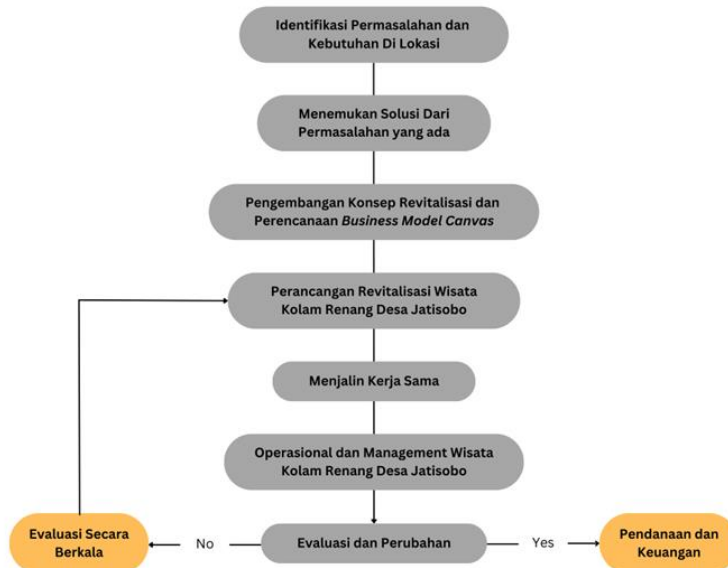 Identifikasi Permasalahan dan
Kebutuhan Di Lokasi
Menemukan Solusi Dari
Permasalahan yang ada
Pengembangan Konsep Revitalisasi dan
Perencanaan Business Model Canvas
Perancangan Revitalisasi Wisata
Kolam Renang Desa Jatisobo
Menjalin Kerja Sama
Operasional dan Management Wisata
Kolam Renang Desa Jatisobo
Evaluasi Secara
Berkala
No
Evaluasi dan Perubahan
Yes
Pendanaan dan
Keuangan